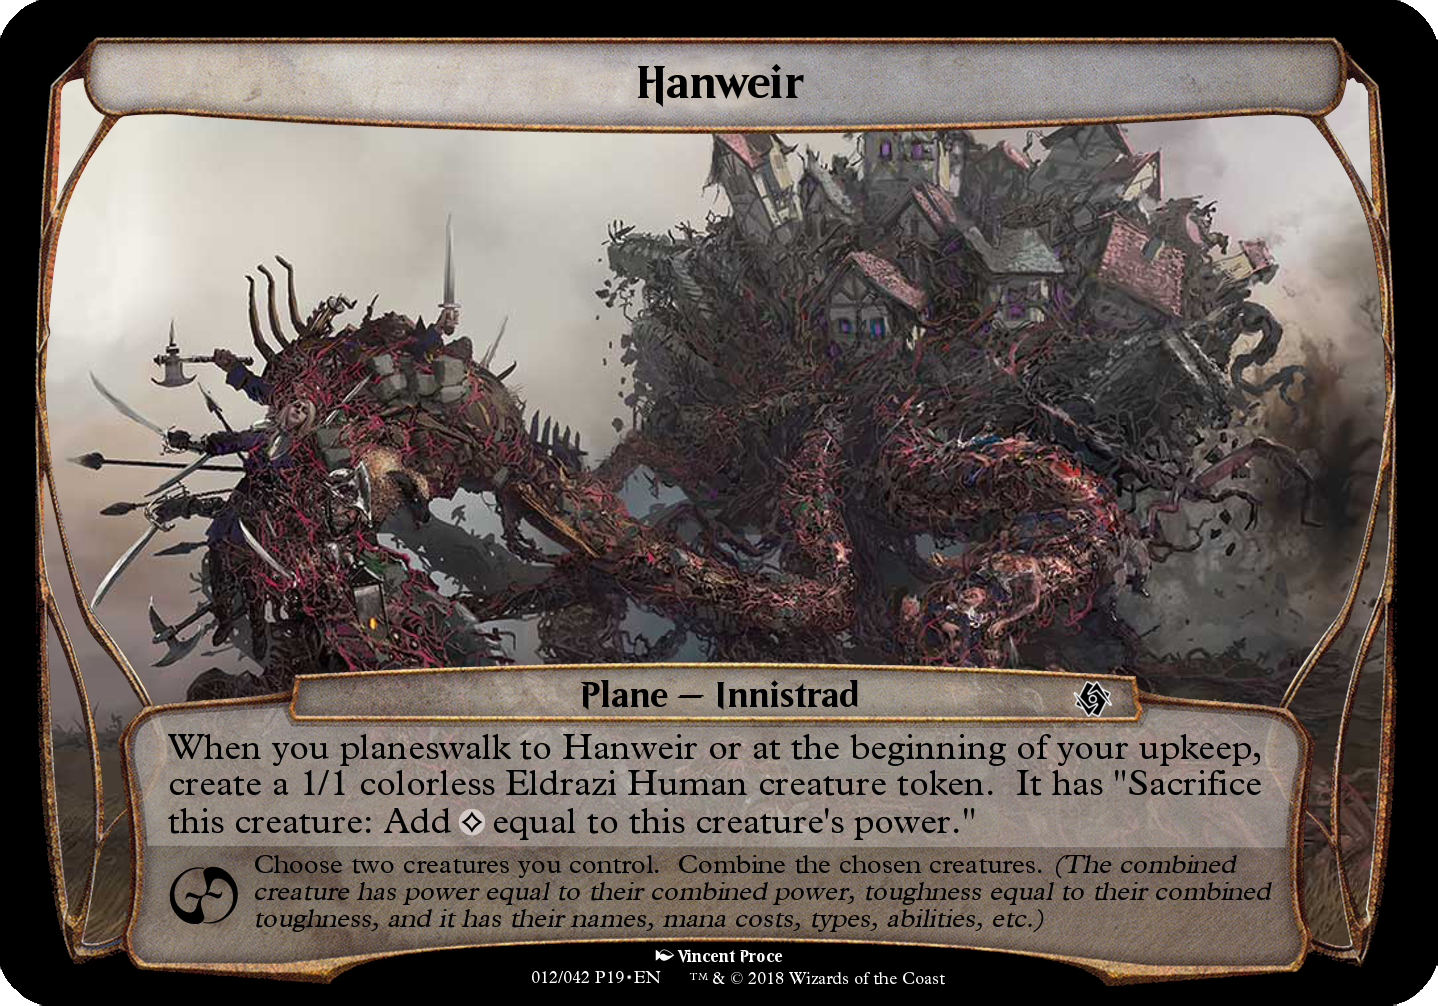 Hanweir
Plane — Innistrad
When you planeswalk to Hanweir or at the beginning of your upkeep,
create a 1/1 colorless Eldrazi Human creature token.  It has "Sacrifice
this creature: Add equal to this creature's power."
Choose two creatures you control.  Combine the chosen creatures. (The combined
creature has power equal to their combined power, toughness equal to their combined
toughness, and it has their names, mana costs, types, abilities, etc.)
Vincent Proce
012/042 P19•EN ™ & © 2018 Wizards of the Coast